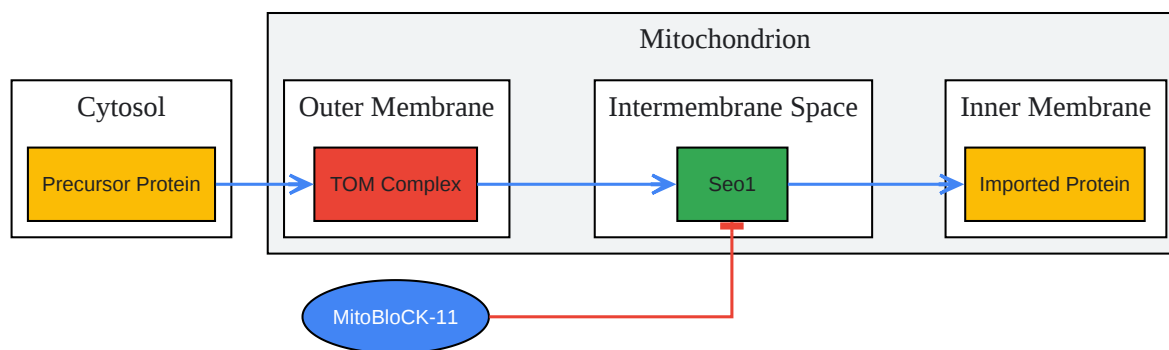 Mitochondrion
Cytosol
Outer Membrane
Intermembrane Space
Inner Membrane
Precursor Protein
TOM Complex
Seo1
Imported Protein
MitoBloCK-11